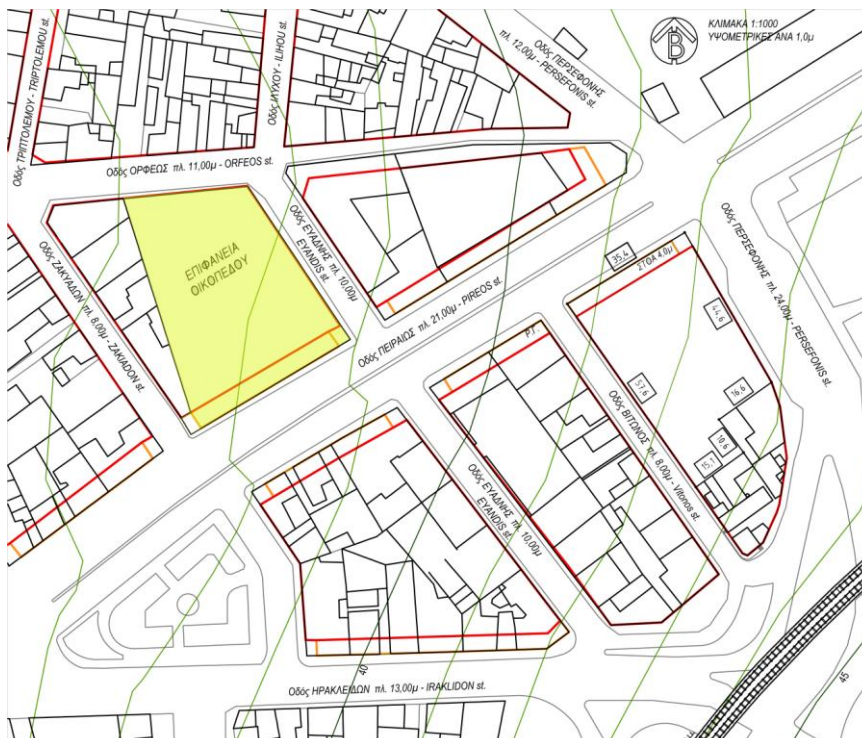 ΚΛΙΜΑΚΑ 1:1000
ΥΨΟΜΕΤΡΙΚΕΣ ΑΝΑ 1,0μ
Β
Οδός ΤΡΙΠΤΟΛΕΜΟΥ - TRIPTOLEMOU st.
Οδός ΙΛΥΧΟΥ - ILIHOU st.
Οδός ΠΕΡΣΕΦΟΝΗΣ
πλ. 12,00μ - PERSEFONIS st.
Οδός ΟΡΦΕΩΣ πλ. 11,00μ - ORFEOS st.
ΕΠΙΦΑΝΕΙΑ
ΟΙΚΟΠΕΔΟΥ
Οδός ΕΥΑΔΝΗΣ πλ. 10,00μ
EYANDIS st.
Οδός ΖΑΚΥΑΔΩΝ πλ. 8,00μ - ZAKIADON st.
Οδός ΠΕΙΡΑΙΩΣ πλ. 21,00μ - PIREOS st.
Οδός ΠΕΡΣΕΦΟΝΗΣ πλ. 24,00μ - PERSEFONIS st.
35,4
ΣΤΟΑ 4.0μ
44,6
Ρ.Γ.
57,6
16,6
10,6
15,1
Οδός ΒΙΤΩΝΟΣ πλ. 8,00μ - Vitonos st.
Οδός ΕΥΑΔΝΗΣ πλ. 10,00μ
EYANDIS st.
40
45
Οδός ΗΡΑΚΛΕΙΔΩΝ πλ. 13,00μ - IRAKLIDON st.